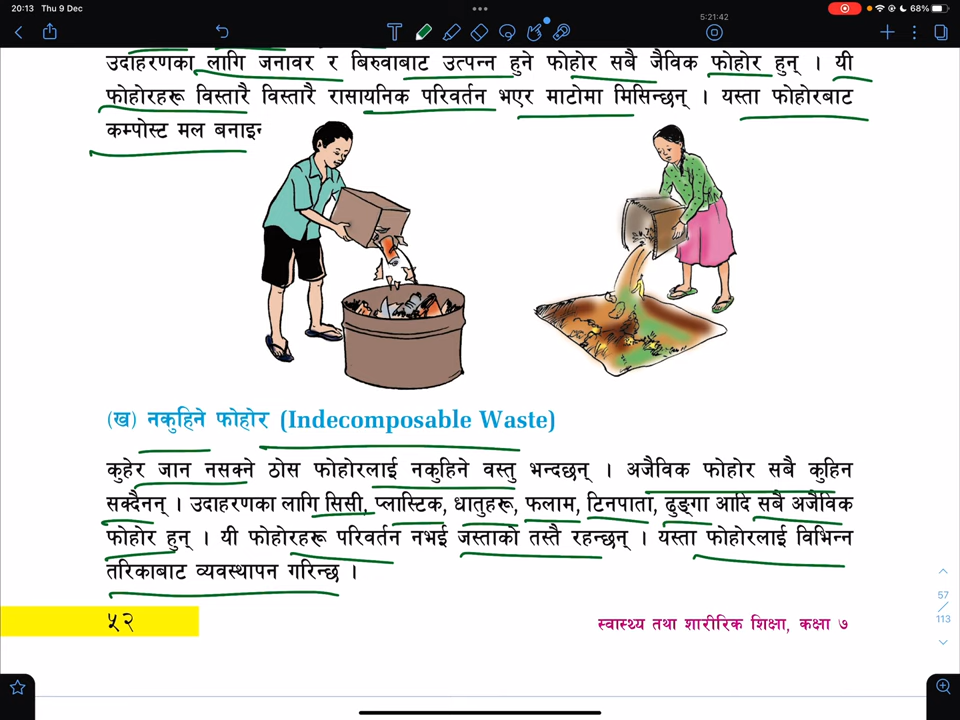 20:13 Thu 9 Dec
5:21:42
68%
उदाहरणका लागि जनावर र बिरुवाबाट उत्पन्न हुने फोहोर सबै जैविक फोहोर हुन् । यी
फोहोरहरू विस्तारै विस्तारै रासायनिक परिवर्तन भएर माटोमा मिसिन्छन् । यस्ता फोहोरबाट
कम्पोस्ट मल बनाइ
(ख) नकुहिने फोहोर (Indecomposable Waste)
कुहेर जान नसक्ने ठोस फोहोरलाई नकुहिने वस्तु भन्दछन् । अजैविक फोहोर सबै कुहिन
सक्दैनन् । उदाहरणका लागि सिसी, प्लास्टिक, धातुहरू, फलाम, टिनपाता, ढुङ्गा आदि सबै अजैविक
फोहोर हुन् । यी फोहोरहरू परिवर्तन नभई जस्ताको तस्तै रहन्छन् । यस्ता फोहोरलाई विभिन्न
तरिकाबाट व्यवस्थापन गरिन्छ ।
57
113
५२
स्वास्थ्य तथा शारीरिक शिक्षा, कक्षा ७